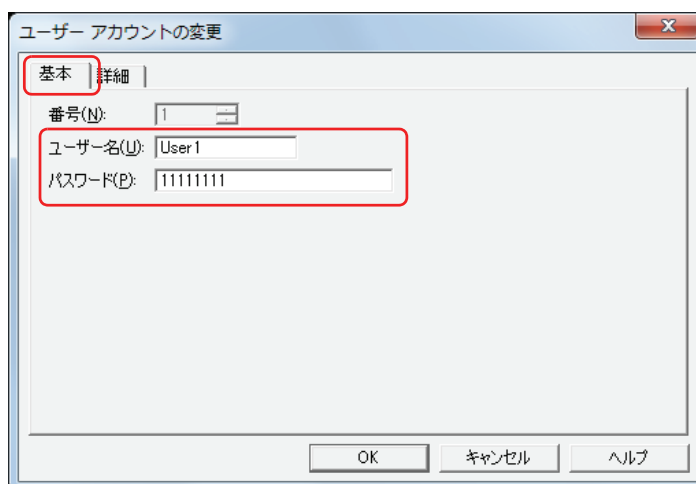 ユーザー アカウントの変更
基本 詳細
番号(N): 1
ユーザー名(U): User1
パスワード(P): 11111111
OK キャンセル ヘルプ